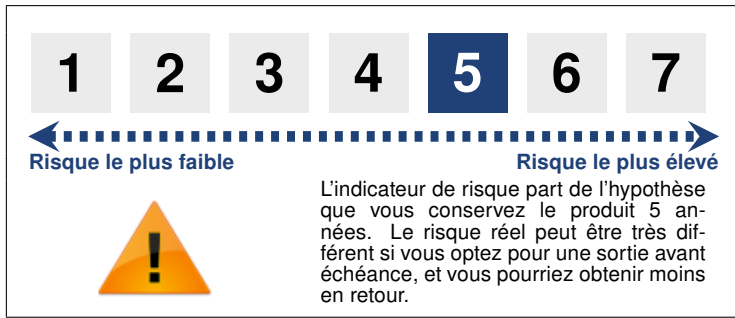 1 2 3 4 5 6 7
Risque le plus faible Risque le plus élevé
L'indicateur de risque part de l'hypothèse
que vous conservez le produit 5 an-
nées. Le risque réel peut être très dif-
férent si vous optez pour une sortie avant
échéance, et vous pourriez obtenir moins
en retour.
!